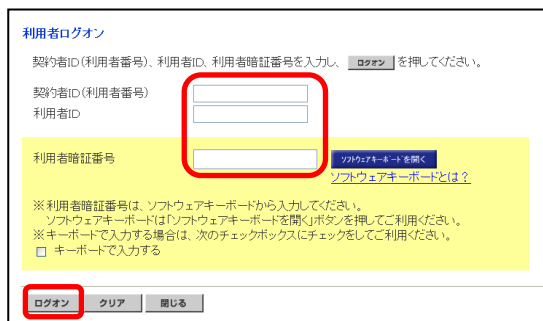 利用者ログオン
契約者ID(利用者番号)、利用者ID、利用者暗証番号を入力し、 ログオン を押してください。
契約者ID(利用者番号)
利用者ID
利用者暗証番号 ソフトウェアキーボードを開く
ソフトウェアキーボードとは?
※利用者暗証番号は、ソフトウェアキーボードから入力してください。
ソフトウェアキーボードは「ソフトウェアキーボードを開く」ボタンを押してご利用ください。
※キーボードで入力する場合は、次のチェックボックスにチェックをしてご利用ください。
キーボードで入力する
ログオン クリア 閉じる